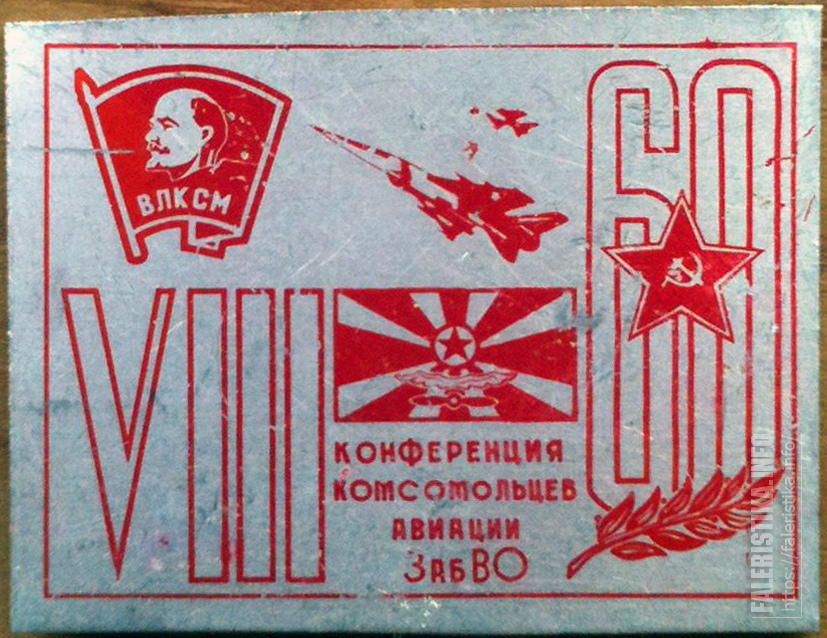 ВЛКСМ
60
VIII
КОНФЕРЕНЦИЯ
КОМСОМОЛЬЦЕВ
АВИАЦИИ
ЗабВО
FALERISTIKA.INFO
https://faleristika.info